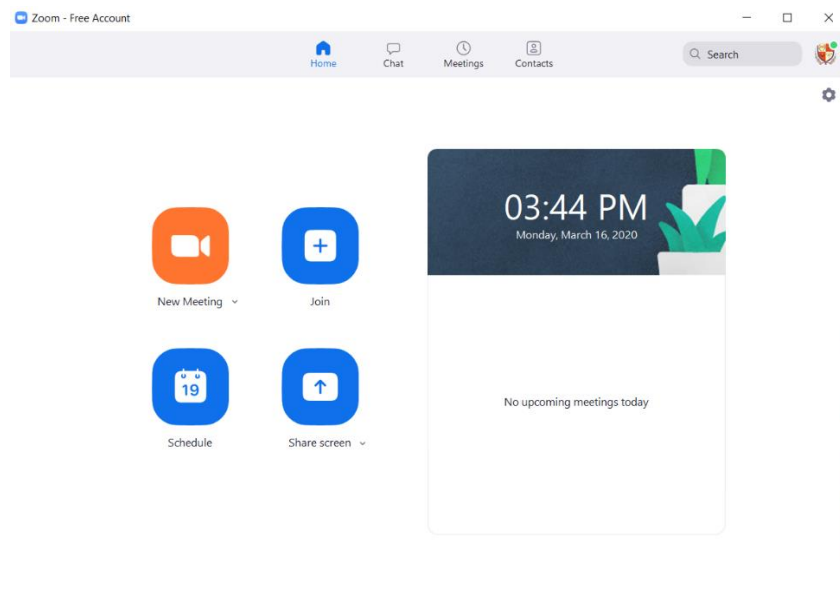 Zoom - Free Account
Home
Chat
Meetings
Contacts
Search
03:44 PM
Monday, March 16, 2020
New Meeting
Join
19
Schedule
Share screen
No upcoming meetings today